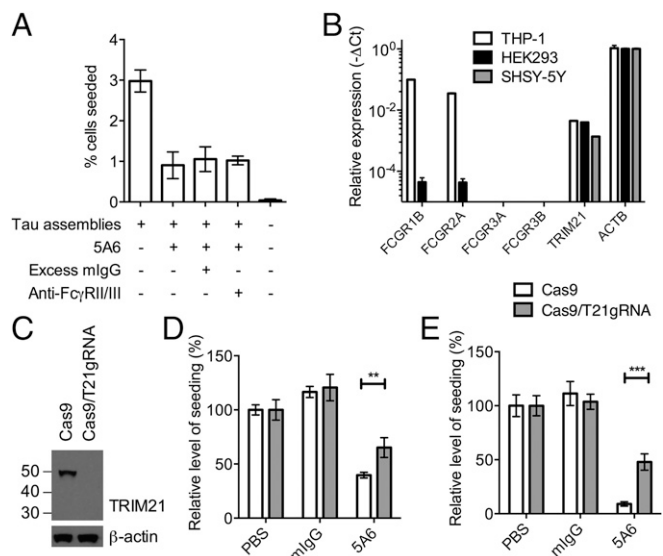 A
% cells seeded
4
3
2
1
0
Tau assemblies + + + + -
5A6 - + + + -
Excess mIgG - - + - -
Anti-FcγRII/III - - - + -
B
Relative expression (-ΔCt)
10⁰
10⁻²
10⁻⁴
THP-1
HEK293
SHSY-5Y
FCGR1B
FCGR2A
FCGR3A
FCGR3B
TRIM21
ACTB
C
Cas9
Cas9/T21gRNA
50
40
30
TRIM21
β-actin
D
Relative level of seeding (%)
150
100
50
0
**
PBS
mIgG
5A6
Cas9
Cas9/T21gRNA
E
Relative level of seeding (%)
150
100
50
0
***
PBS
mIgG
5A6